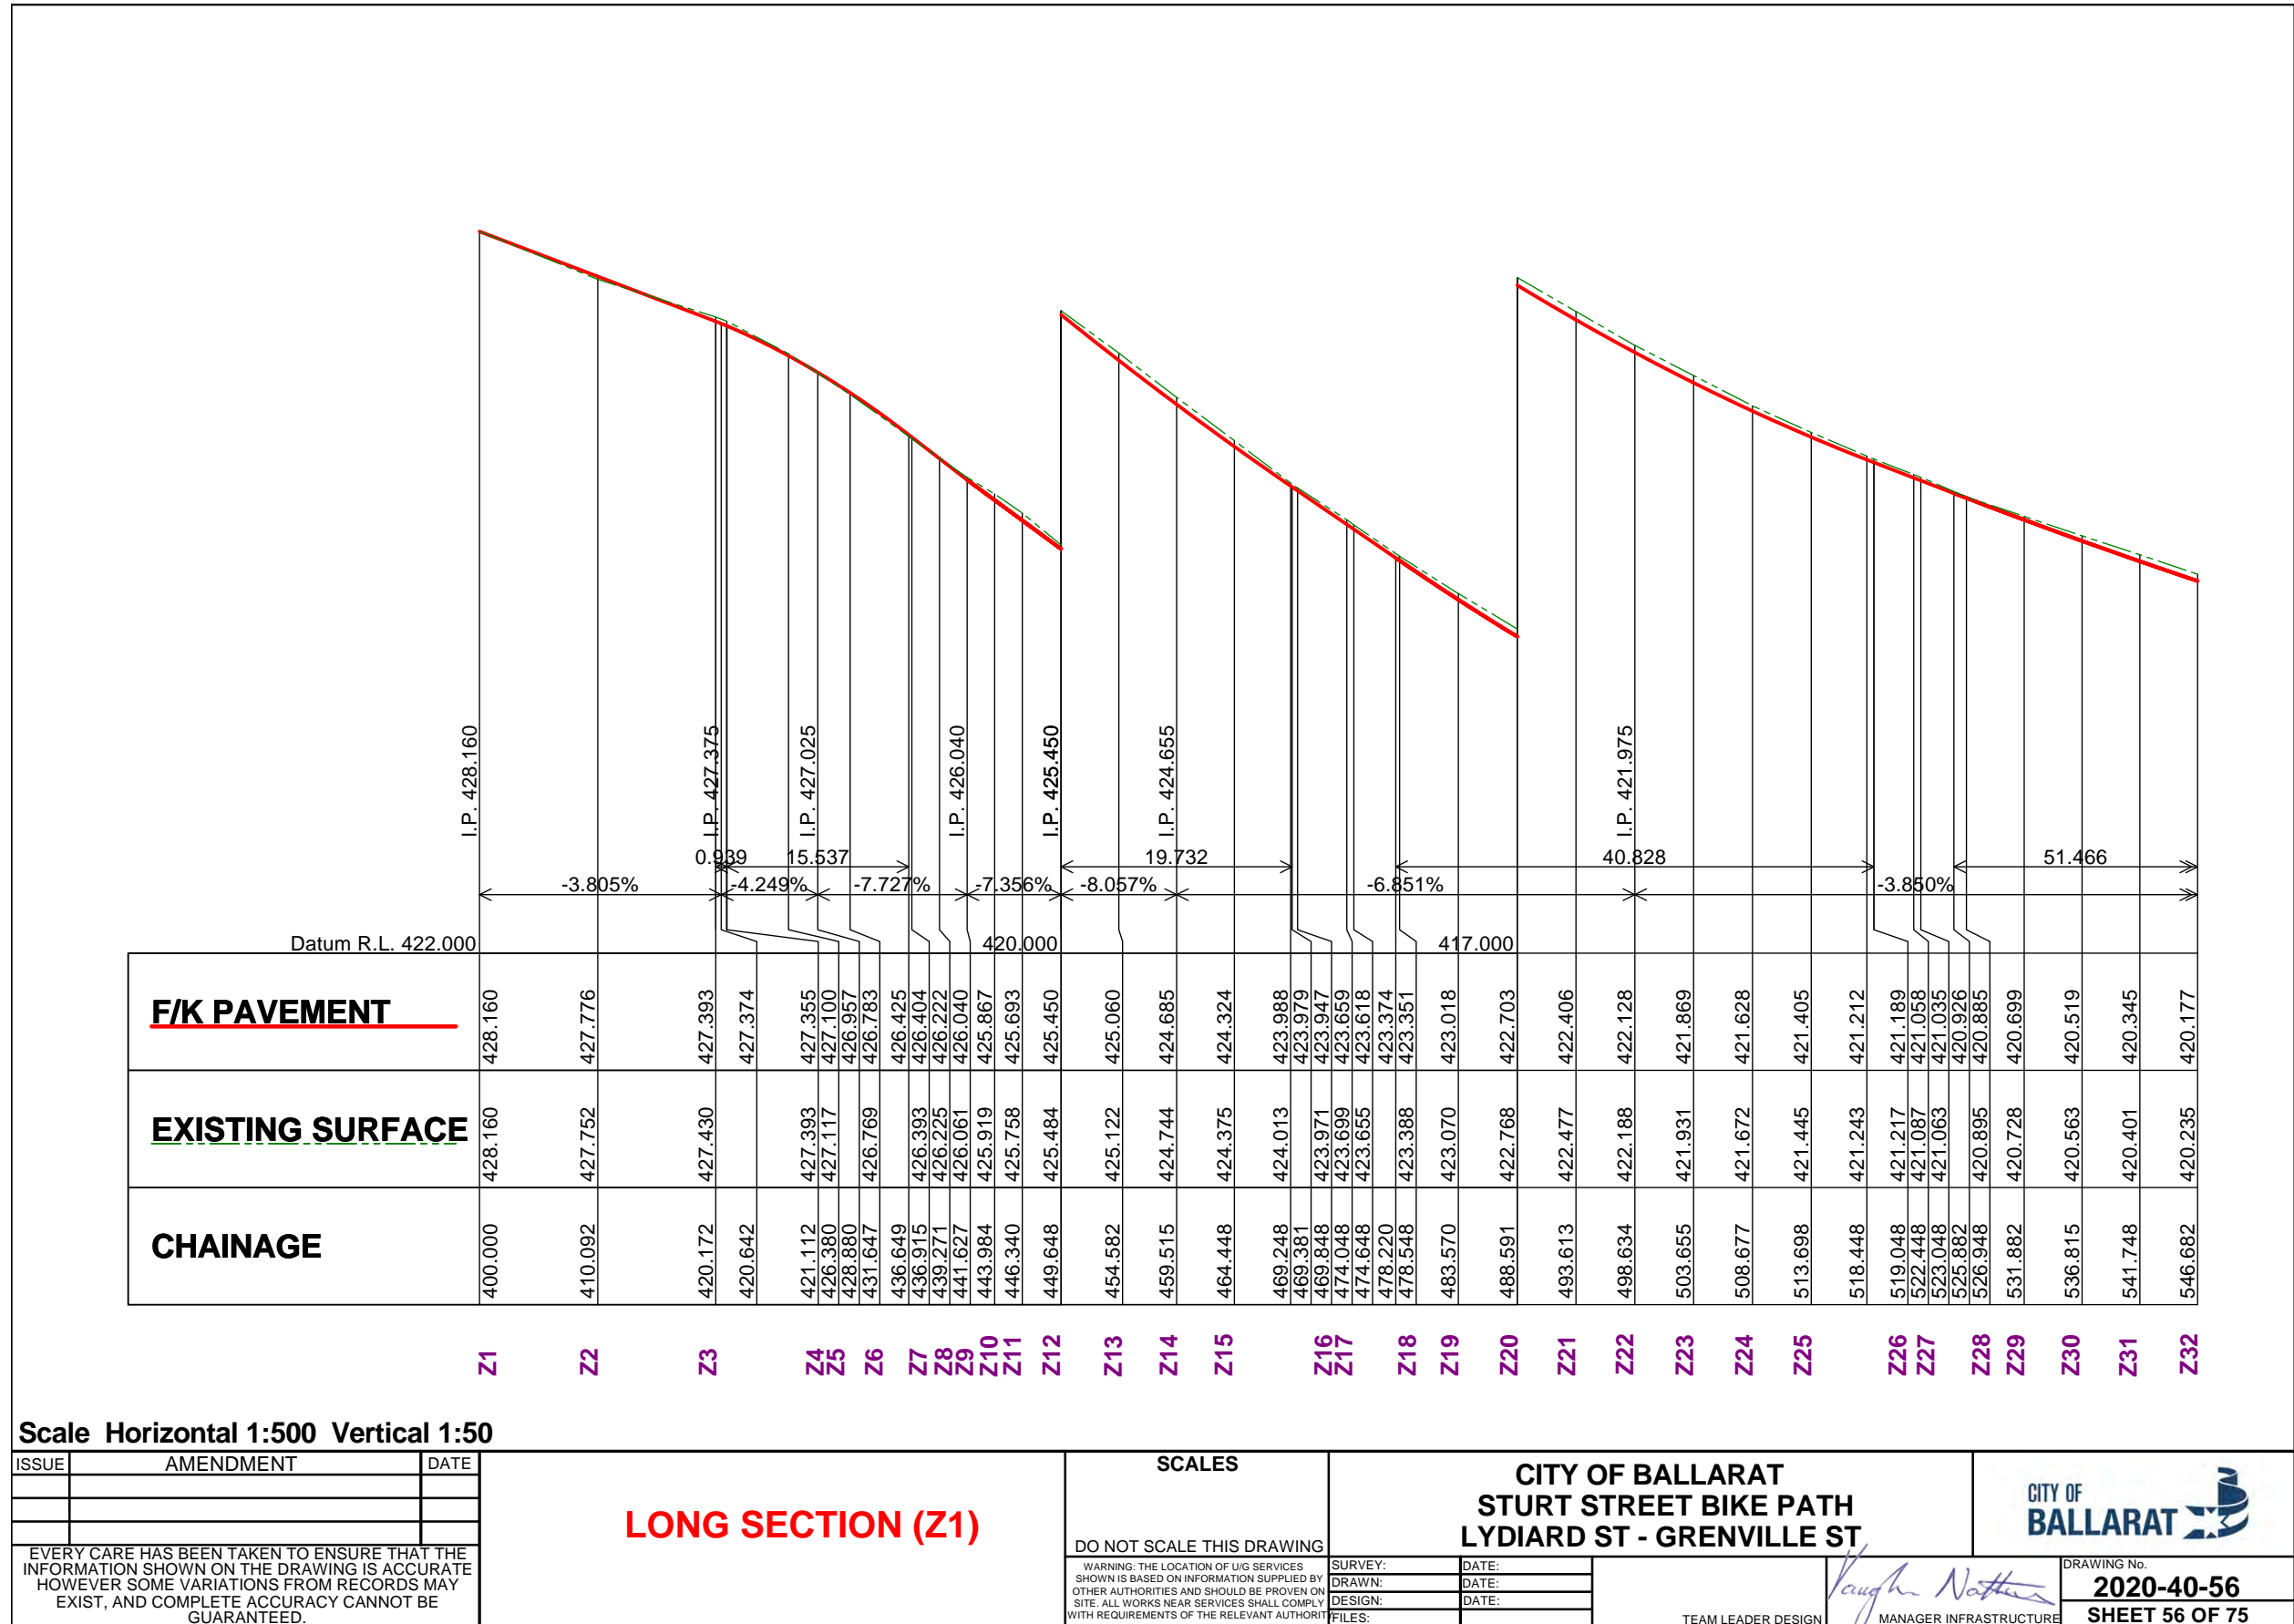 I.P. 428.160
I.P. 427.375
I.P. 427.025
I.P. 426.040
I.P. 425.450
I.P. 424.655
I.P. 421.975
0.939 15.537 19.732 40.828 51.466
-3.805% -4.249% -7.727% -7.356% -8.057% -6.851% -3.850%
Datum R.L. 422.000 420.000 417.000
F/K PAVEMENT 428.160 427.776 427.393 427.374 427.355 427.100 426.957 426.783 426.425 426.404 426.222 426.040 425.867 425.693 425.450 425.060 424.685 424.324 423.988 423.979 423.947 423.659 423.618 423.374 423.351 423.018 422.703 422.406 422.128 421.869 421.628 421.405 421.212 421.189 421.058 421.035 420.926 420.885 420.699 420.519 420.345 420.177
EXISTING SURFACE 428.160 427.752 427.430 427.393 427.117 426.769 426.393 426.225 426.061 425.919 425.758 425.484 425.122 424.744 424.375 424.013 423.971 423.699 423.655 423.388 423.070 422.768 422.477 422.188 421.931 421.672 421.445 421.243 421.217 421.087 421.063 420.895 420.728 420.563 420.401 420.235
CHAINAGE 400.000 410.092 420.172 420.642 421.112 426.380 428.880 431.647 436.649 436.915 439.271 441.627 443.984 446.340 449.648 454.582 459.515 464.448 469.248 469.381 469.848 474.048 474.648 478.220 478.548 483.570 488.591 493.613 498.634 503.655 508.677 513.698 518.448 519.048 522.448 523.048 525.882 526.948 531.882 536.815 541.748 546.682
Z1 Z2 Z3 Z4 Z5 Z6 Z7 Z8 Z9 Z10 Z11 Z12 Z13 Z14 Z15 Z16 Z17 Z18 Z19 Z20 Z21 Z22 Z23 Z24 Z25 Z26 Z27 Z28 Z29 Z30 Z31 Z32
Scale Horizontal 1:500 Vertical 1:50
ISSUE AMENDMENT DATE
EVERY CARE HAS BEEN TAKEN TO ENSURE THAT THE
INFORMATION SHOWN ON THE DRAWING IS ACCURATE
HOWEVER SOME VARIATIONS FROM RECORDS MAY
EXIST, AND COMPLETE ACCURACY CANNOT BE
GUARANTEED.
LONG SECTION (Z1)
SCALES
DO NOT SCALE THIS DRAWING
WARNING: THE LOCATION OF U/G SERVICES
SHOWN IS BASED ON INFORMATION SUPPLIED BY
OTHER AUTHORITIES AND SHOULD BE PROVEN ON
SITE. ALL WORKS NEAR SERVICES SHALL COMPLY
WITH REQUIREMENTS OF THE RELEVANT AUTHORITY
CITY OF BALLARAT
STURT STREET BIKE PATH
LYDIARD ST - GRENVILLE ST
SURVEY: DATE:
DRAWN: DATE:
DESIGN: DATE:
FILES:
TEAM LEADER DESIGN
MANAGER INFRASTRUCTURE
CITY OF
BALLARAT
DRAWING No.
2020-40-56
SHEET 56 OF 75